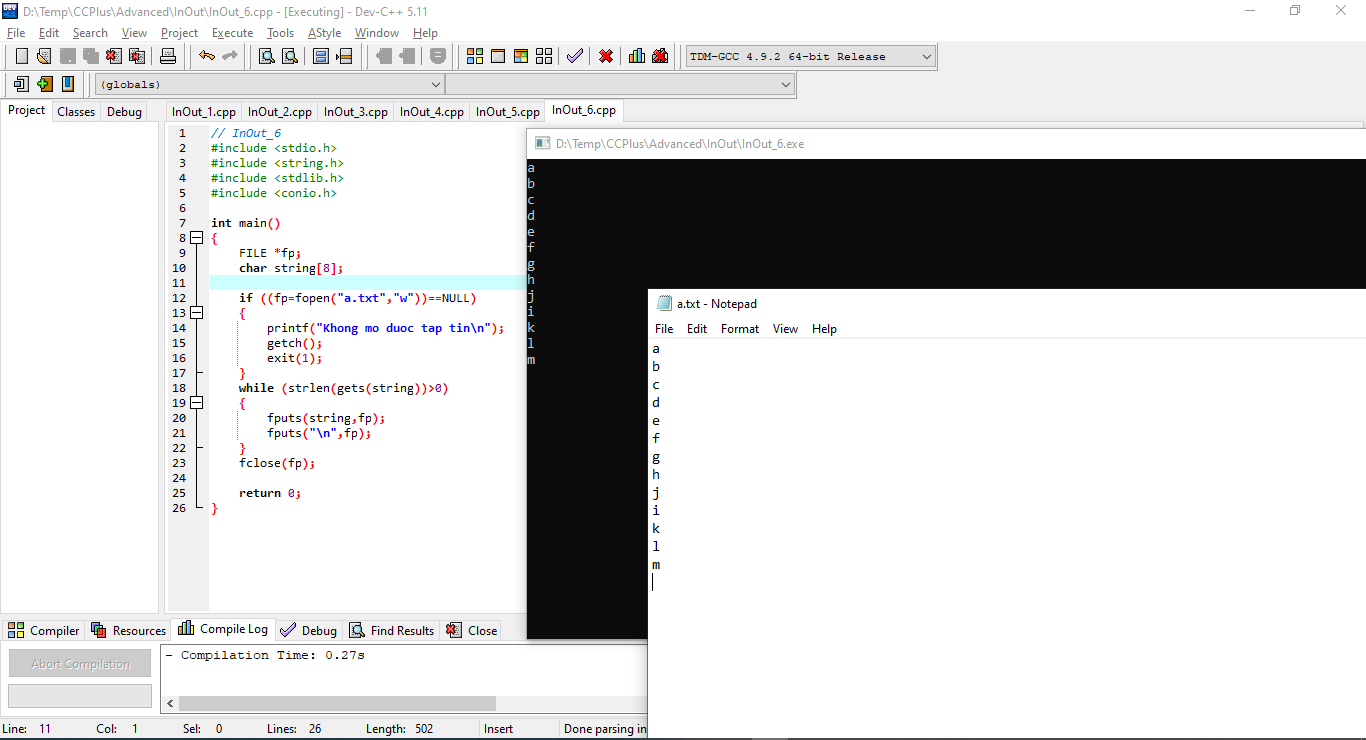 D:\Temp\CCPlus\Advanced\InOut\InOut_6.cpp - [Executing] - Dev-C++ 5.11
File Edit Search View Project Execute Tools AStyle Window Help
TDM-GCC 4.9.2 64-bit Release
(globals)
Project Classes Debug
InOut_1.cpp InOut_2.cpp InOut_3.cpp InOut_4.cpp InOut_5.cpp InOut_6.cpp
1 // InOut_6
2 #include <stdio.h>
3 #include <string.h>
4 #include <stdlib.h>
5 #include <conio.h>
6
7 int main()
8 {
9 FILE *fp;
10 char string[8];
11
12 if ((fp=fopen("a.txt","w"))==NULL)
13 {
14 printf("Khong mo duoc tap tin\n");
15 getch();
16 exit(1);
17 }
18 while (strlen(gets(string))>0)
19 {
20 fputs(string,fp);
21 fputs("\n",fp);
22 }
23 fclose(fp);
24
25 return 0;
26 }
D:\Temp\CCPlus\Advanced\InOut\InOut_6.exe
a
b
c
d
e
f
g
h
j
i
k
l
m
a.txt - Notepad
File Edit Format View Help
a
b
c
d
e
f
g
h
j
i
k
l
m
Compiler Resources Compile Log Debug Find Results Close
Abort Compilation
- Compilation Time: 0.27s
Line: 11 Col: 1 Sel: 0 Lines: 26 Length: 502 Insert Done parsing in